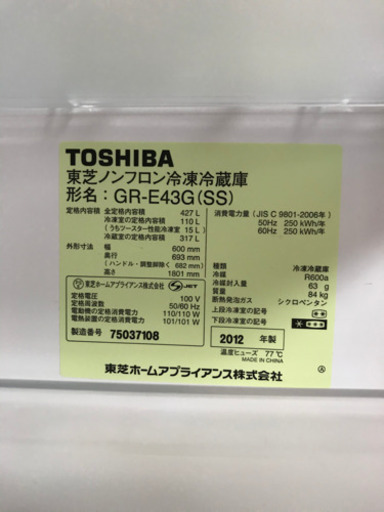 TOSHIBA
東芝ノンフロン冷凍冷蔵庫
形名：GR-E43G(SS)
定格内容積 全定格内容積 427 L
冷凍室の定格内容積 110 L
(うちツースター性能冷凍室 15 L)
冷蔵室の定格内容積 317 L
外形寸法 幅 600 mm
奥行 693 mm
(ハンドル・調整脚除く 682 mm)
高さ 1801 mm
東芝ホームアプライアンス株式会社 JET
定格電圧 100 V
定格周波数 50/60 Hz
電動機の定格消費電力 110/110 W
電熱装置の定格消費電力 101/101 W
製造番号 75037108
消費電力量 (JIS C 9801-2006年)
50Hz 250 kWh/年
60Hz 250 kWh/年
種類 冷凍冷蔵庫
冷媒 R600a
冷媒封入量 63 g
質量 84 kg
断熱発泡ガス シクロペンタン
上段冷凍室の記号
下段冷凍室の記号
2012 年製
温度ヒューズ 77℃
MADE IN CHINA
東芝ホームアプライアンス株式会社